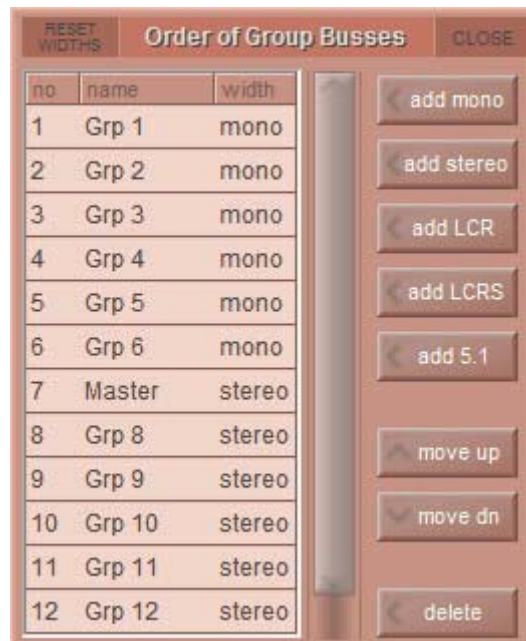 RESET WIDTHS Order of Group Busses CLOSE
no name width
1 Grp 1 mono
2 Grp 2 mono
3 Grp 3 mono
4 Grp 4 mono
5 Grp 5 mono
6 Grp 6 mono
7 Master stereo
8 Grp 8 stereo
9 Grp 9 stereo
10 Grp 10 stereo
11 Grp 11 stereo
12 Grp 12 stereo
add mono
add stereo
add LCR
add LCRS
add 5.1
move up
move dn
delete